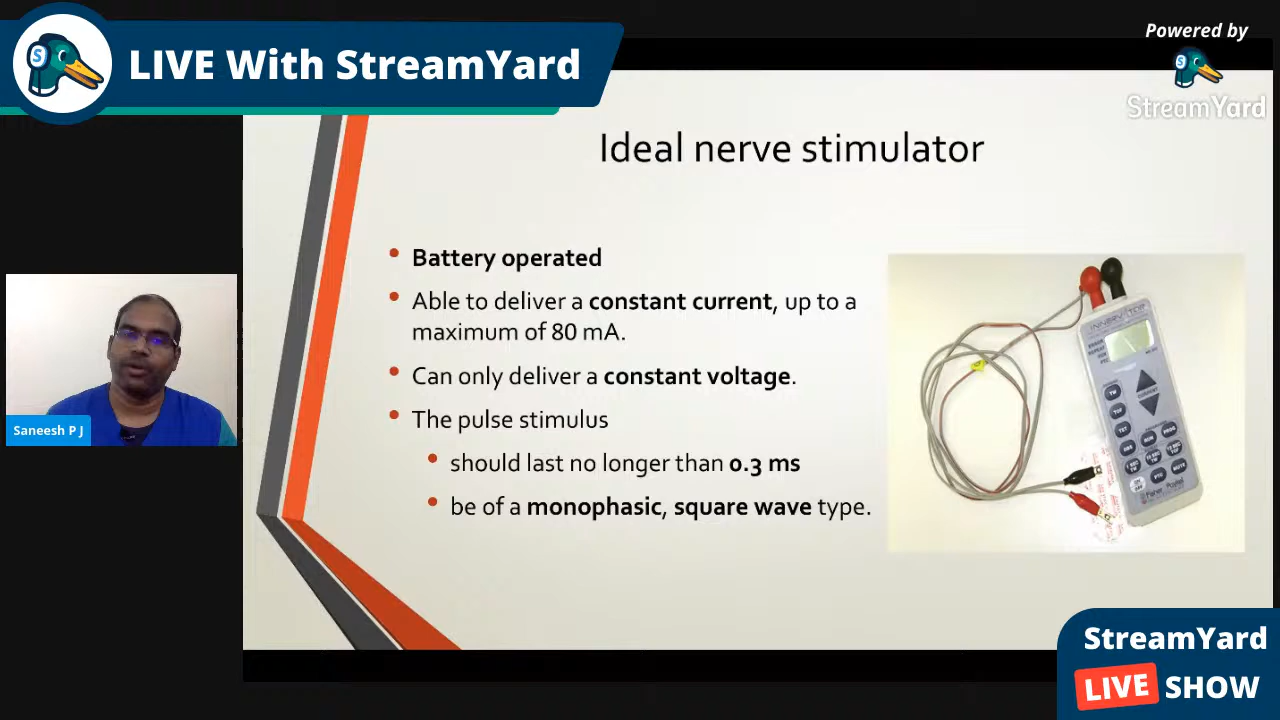 LIVE With StreamYard
Powered by
StreamYard
Ideal nerve stimulator
Battery operated
Able to deliver a constant current, up to a
maximum of 80 mA.
Can only deliver a constant voltage.
The pulse stimulus
should last no longer than 0.3 ms
be of a monophasic, square wave type.
Saneesh P J
StreamYard
LIVE SHOW